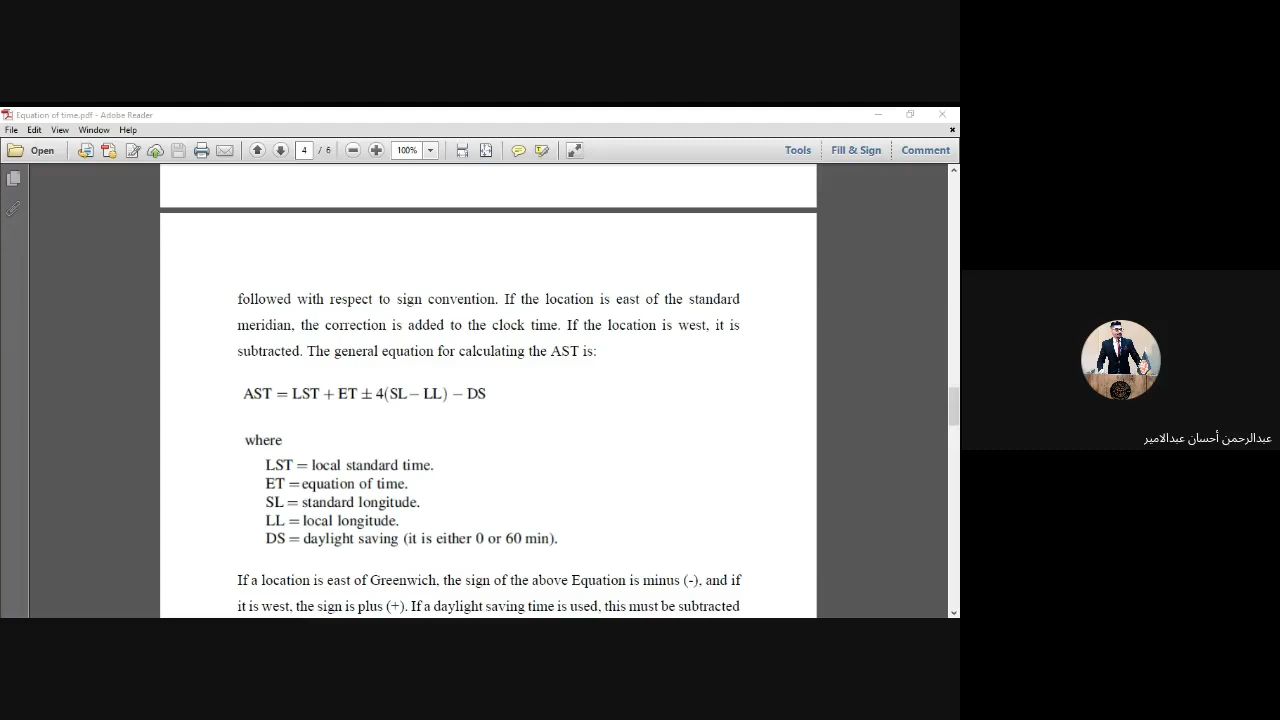 Equation of time.pdf - Adobe Reader
File Edit View Window Help
Open 4 / 6 100% Tools Fill & Sign Comment
followed with respect to sign convention. If the location is east of the standard
meridian, the correction is added to the clock time. If the location is west, it is
subtracted. The general equation for calculating the AST is:
AST = LST + ET ± 4(SL − LL) − DS
where
LST = local standard time.
ET = equation of time.
SL = standard longitude.
LL = local longitude.
DS = daylight saving (it is either 0 or 60 min).
If a location is east of Greenwich, the sign of the above Equation is minus (-), and if
it is west, the sign is plus (+). If a daylight saving time is used, this must be subtracted
عبدالرحمن أحسان عبدالامير